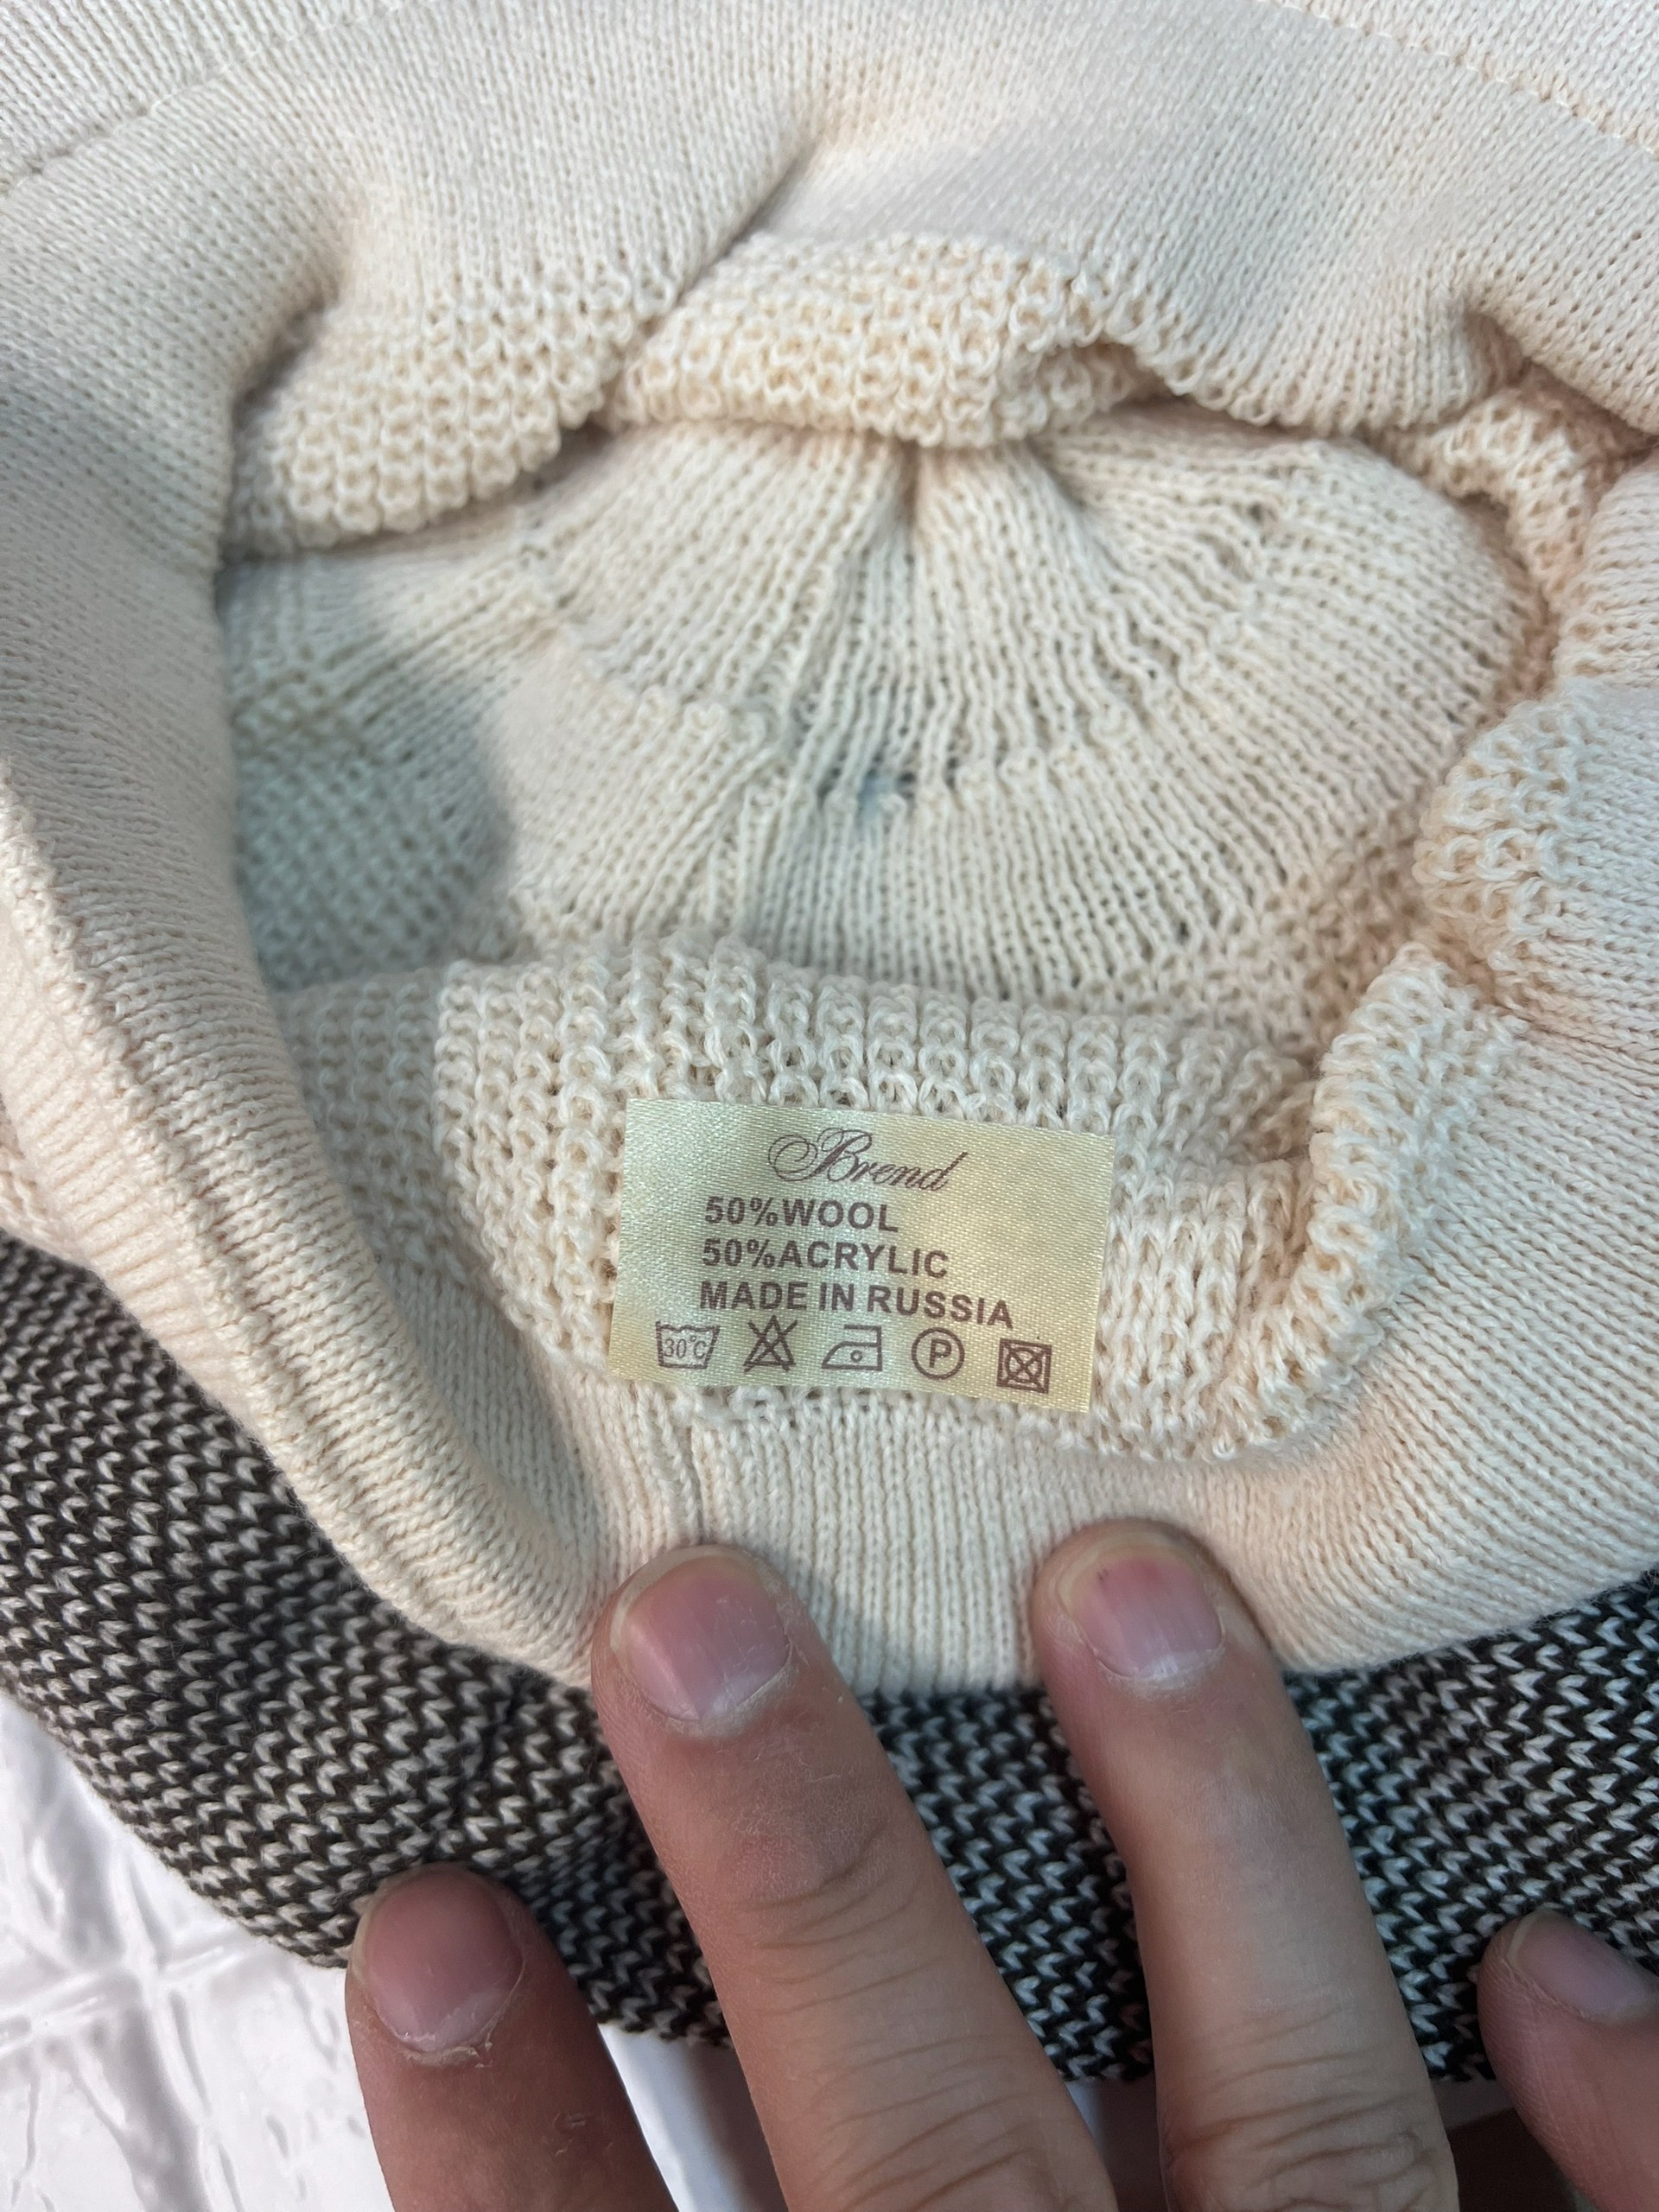 Brend
50%WOOL
50%ACRYLIC
MADE IN RUSSIA
30°C P